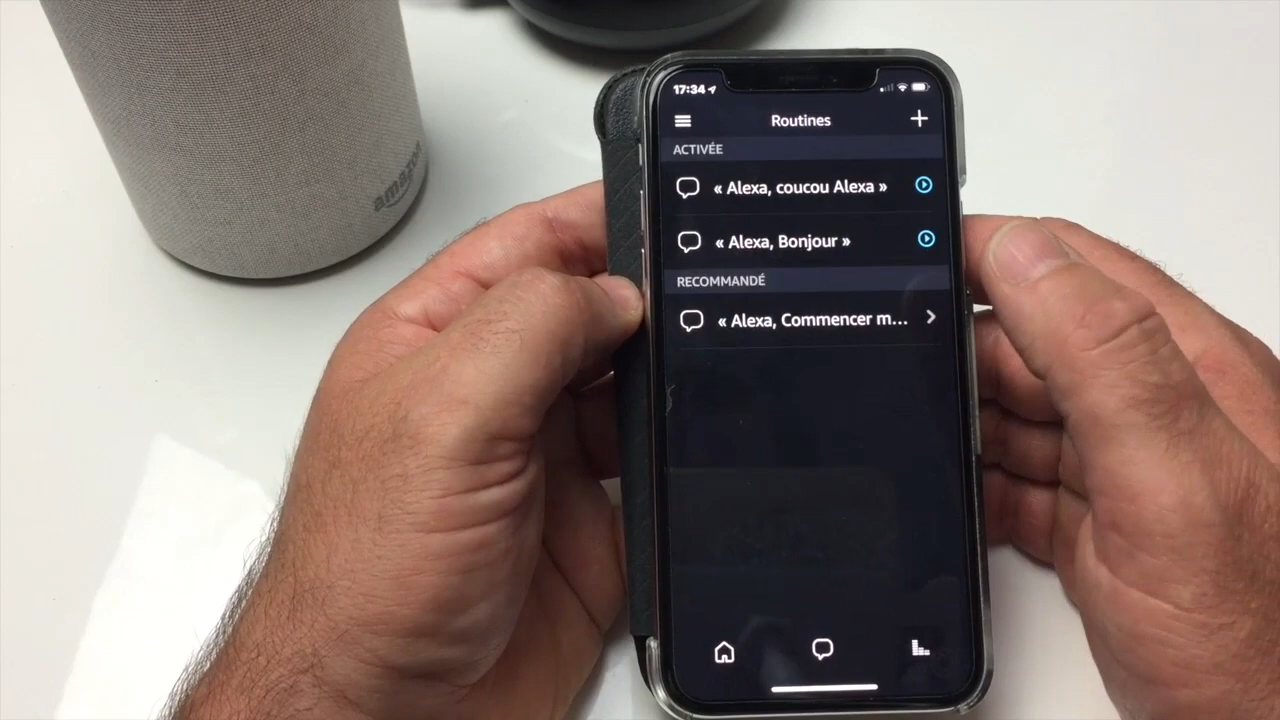 amazon
17:34
Routines
ACTIVÉE
« Alexa, coucou Alexa »
« Alexa, Bonjour »
RECOMMANDÉ
« Alexa, Commencer m...